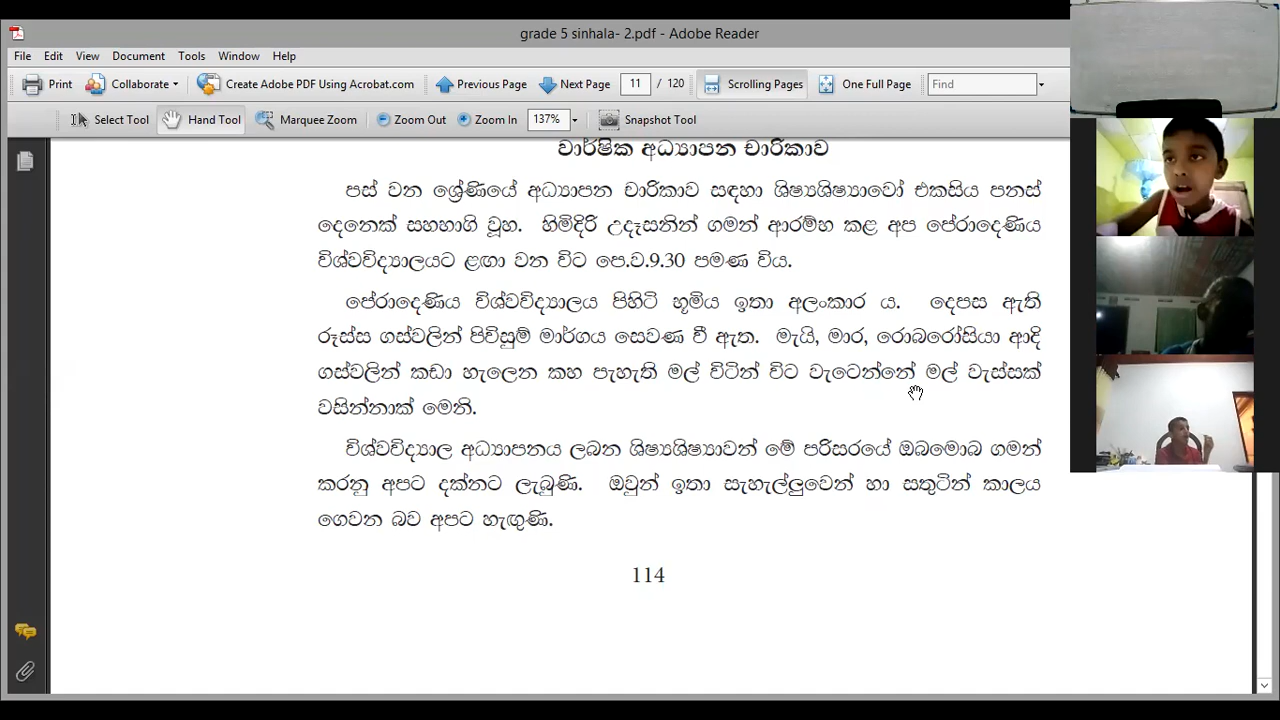 grade 5 sinhala- 2.pdf - Adobe Reader
File Edit View Document Tools Window Help
Print Collaborate Create Adobe PDF Using Acrobat.com Previous Page Next Page 11 / 120 Scrolling Pages One Full Page Find
Select Tool Hand Tool Marquee Zoom Zoom Out Zoom In 137% Snapshot Tool
වාර්ෂික අධ්‍යාපන චාරිකාව
පස් වන ශ්‍රේණියේ අධ්‍යාපන චාරිකාව සඳහා ශිෂ්‍යශිෂ්‍යාවෝ එකසිය පනස්
දෙනෙක් සහභාගි වූහ. හිමිදිරි උදෑසනින් ගමන් ආරම්භ කළ අප පේරාදෙණිය
විශ්වවිද්‍යාලයට ළඟා වන විට පෙ.ව.9.30 පමණ විය.
පේරාදෙණිය විශ්වවිද්‍යාලය පිහිටි භූමිය ඉතා අලංකාර ය. දෙපස ඇති
රූස්ස ගස්වලින් පිවිසුම් මාර්ගය සෙවණ වී ඇත. මැයි, මාර, රොබරෝසියා ආදි
ගස්වලින් කඩා හැලෙන කහ පැහැති මල් විටින් විට වැටෙන්නේ මල් වැස්සක්
වසින්නාක් මෙනි.
විශ්වවිද්‍යාල අධ්‍යාපනය ලබන ශිෂ්‍යශිෂ්‍යාවන් මේ පරිසරයේ ඔබමොබ ගමන්
කරනු අපට දක්නට ලැබුණි. ඔවුන් ඉතා සැහැල්ලුවෙන් හා සතුටින් කාලය
ගෙවන බව අපට හැඟුණි.
114